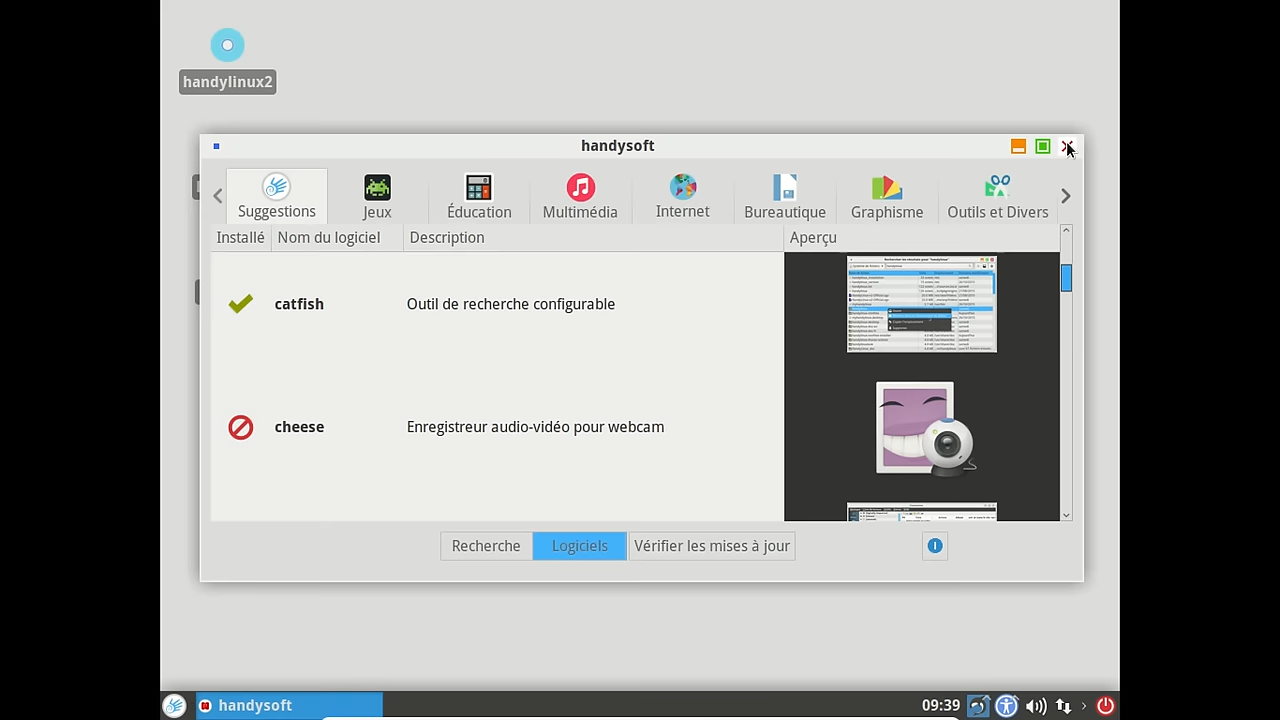 handylinux2
handysoft
Suggestions
Jeux
Éducation
Multimédia
Internet
Bureautique
Graphisme
Outils et Divers
Installé
Nom du logiciel
Description
Aperçu
catfish
Outil de recherche configurable
cheese
Enregistreur audio-vidéo pour webcam
Recherche
Logiciels
Vérifier les mises à jour
handysoft
09:39